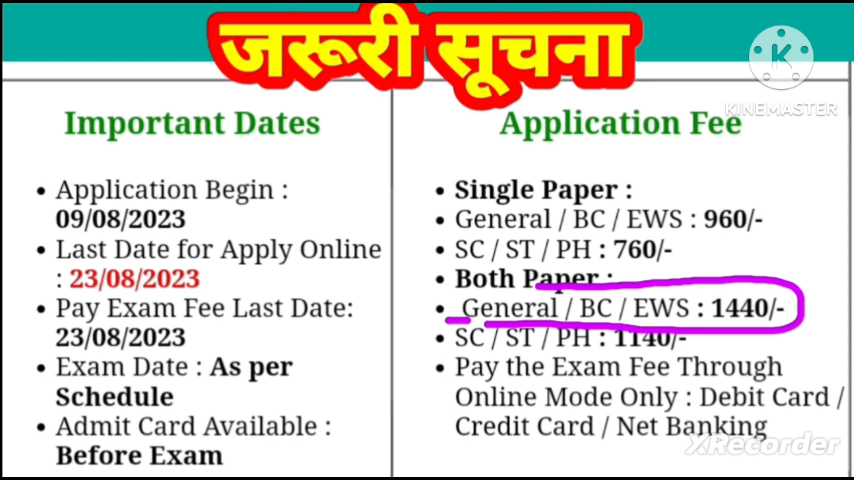 जरूरी सूचना
K
KINEMASTER
Important Dates
Application Begin :
09/08/2023
Last Date for Apply Online
: 23/08/2023
Pay Exam Fee Last Date:
23/08/2023
Exam Date : As per
Schedule
Admit Card Available :
Before Exam
Application Fee
Single Paper :
General / BC / EWS : 960/-
SC / ST / PH : 760/-
Both Paper :
General / BC / EWS : 1440/-
SC / ST / PH : 1140/-
Pay the Exam Fee Through
Online Mode Only : Debit Card /
Credit Card / Net Banking
XRecorder